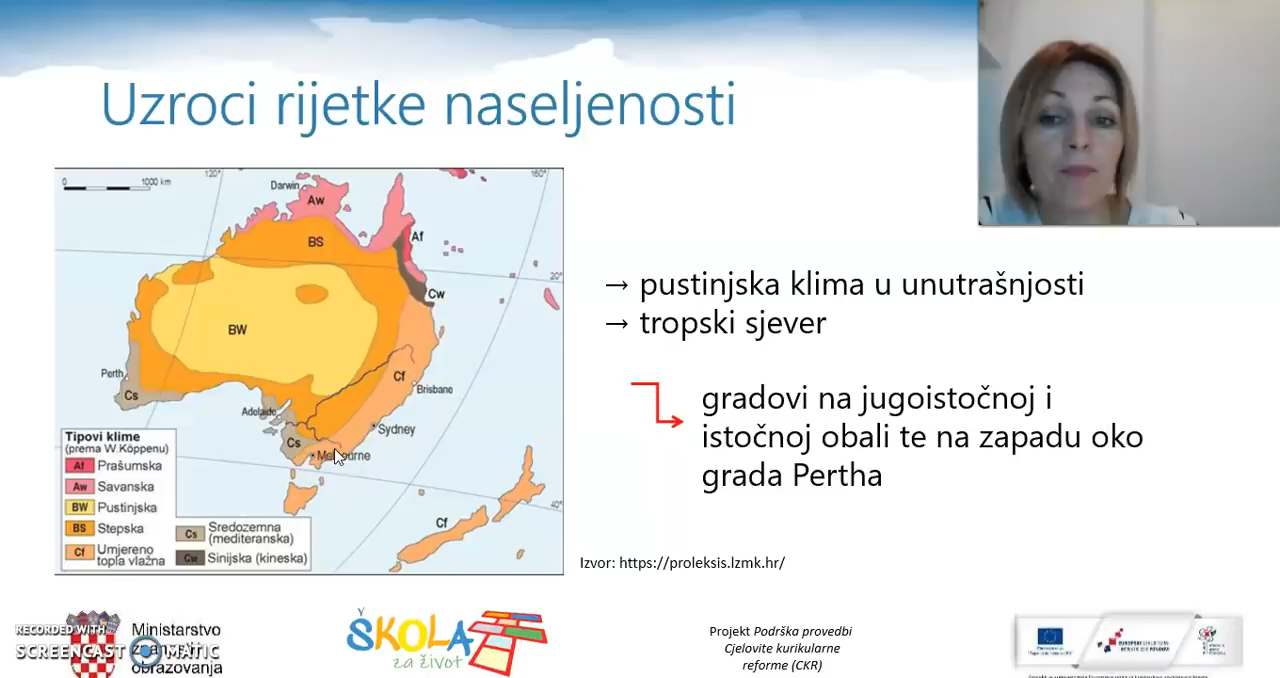 Uzroci rijetke naseljenosti
0 1000 km
120°
160°
Darwin
Aw
BS
Af
20°
Cw
BW
Perth
Cs
Cf
Brisbane
Adelaide
Sydney
Cs
Melbourne
40°
Cf
Tipovi klime
(prema W.Köppenu)
Af Prašumska
Aw Savanska
BW Pustinjska
BS Stepska
Cf Umjereno
topla vlažna
Cs Sredozemna
(mediteranska)
Cw Sinijska (kineska)
→ pustinjska klima u unutrašnjosti
→ tropski sjever
gradovi na jugoistočnoj i
istočnoj obali te na zapadu oko
grada Pertha
Izvor: https://proleksis.lzmk.hr/
RECORDED WITH
SCREENCAST MATIC
Ministarstvo
znanosti i
obrazovanja
ŠKOLA
za život
Projekt Podrška provedbi
Cjelovite kurikularne
reforme (CKR)